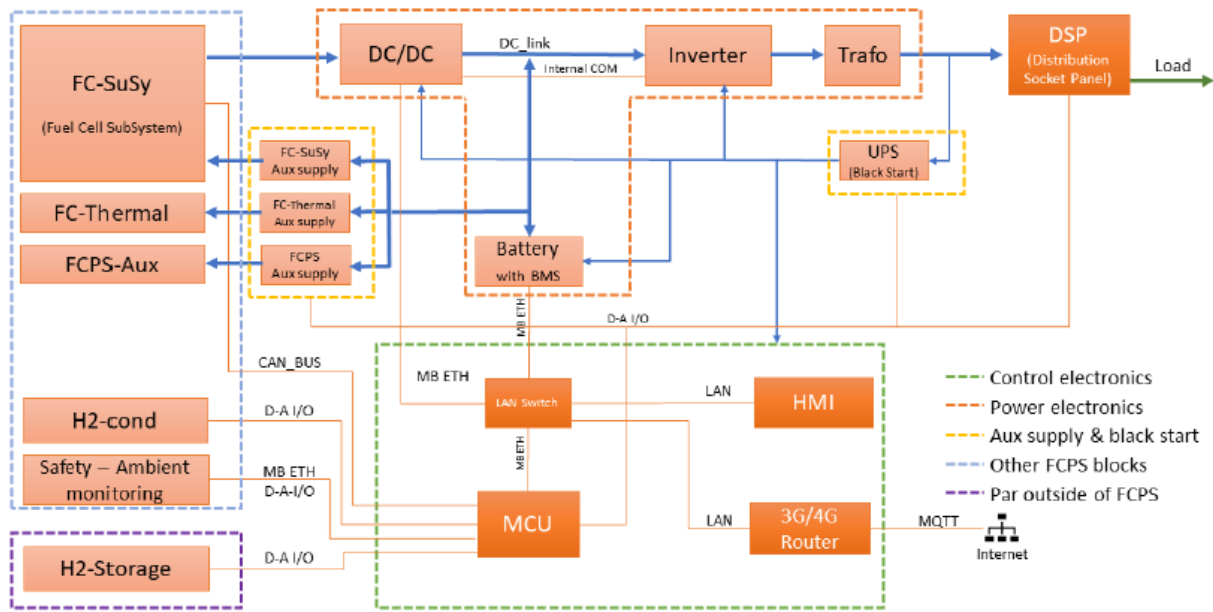 FC-SuSy
(Fuel Cell SubSystem)
DC/DC
DC_link
Internal COM
Inverter
Trafo
DSP
(Distribution
Socket Panel)
Load
FC-SuSy
Aux supply
UPS
(Black Start)
FC-Thermal
FC-Thermal
Aux supply
FCPS-Aux
FCPS
Aux supply
Battery
with BMS
MB ETH
D-A I/O
CAN_BUS
MB ETH
LAN Switch
LAN
HMI
MB ETH
H2-cond
D-A I/O
Safety – Ambient
monitoring
MB ETH
D-A-I/O
MCU
LAN
3G/4G
Router
MQTT
Internet
H2-Storage
D-A I/O
Control electronics
Power electronics
Aux supply & black start
Other FCPS blocks
Par outside of FCPS